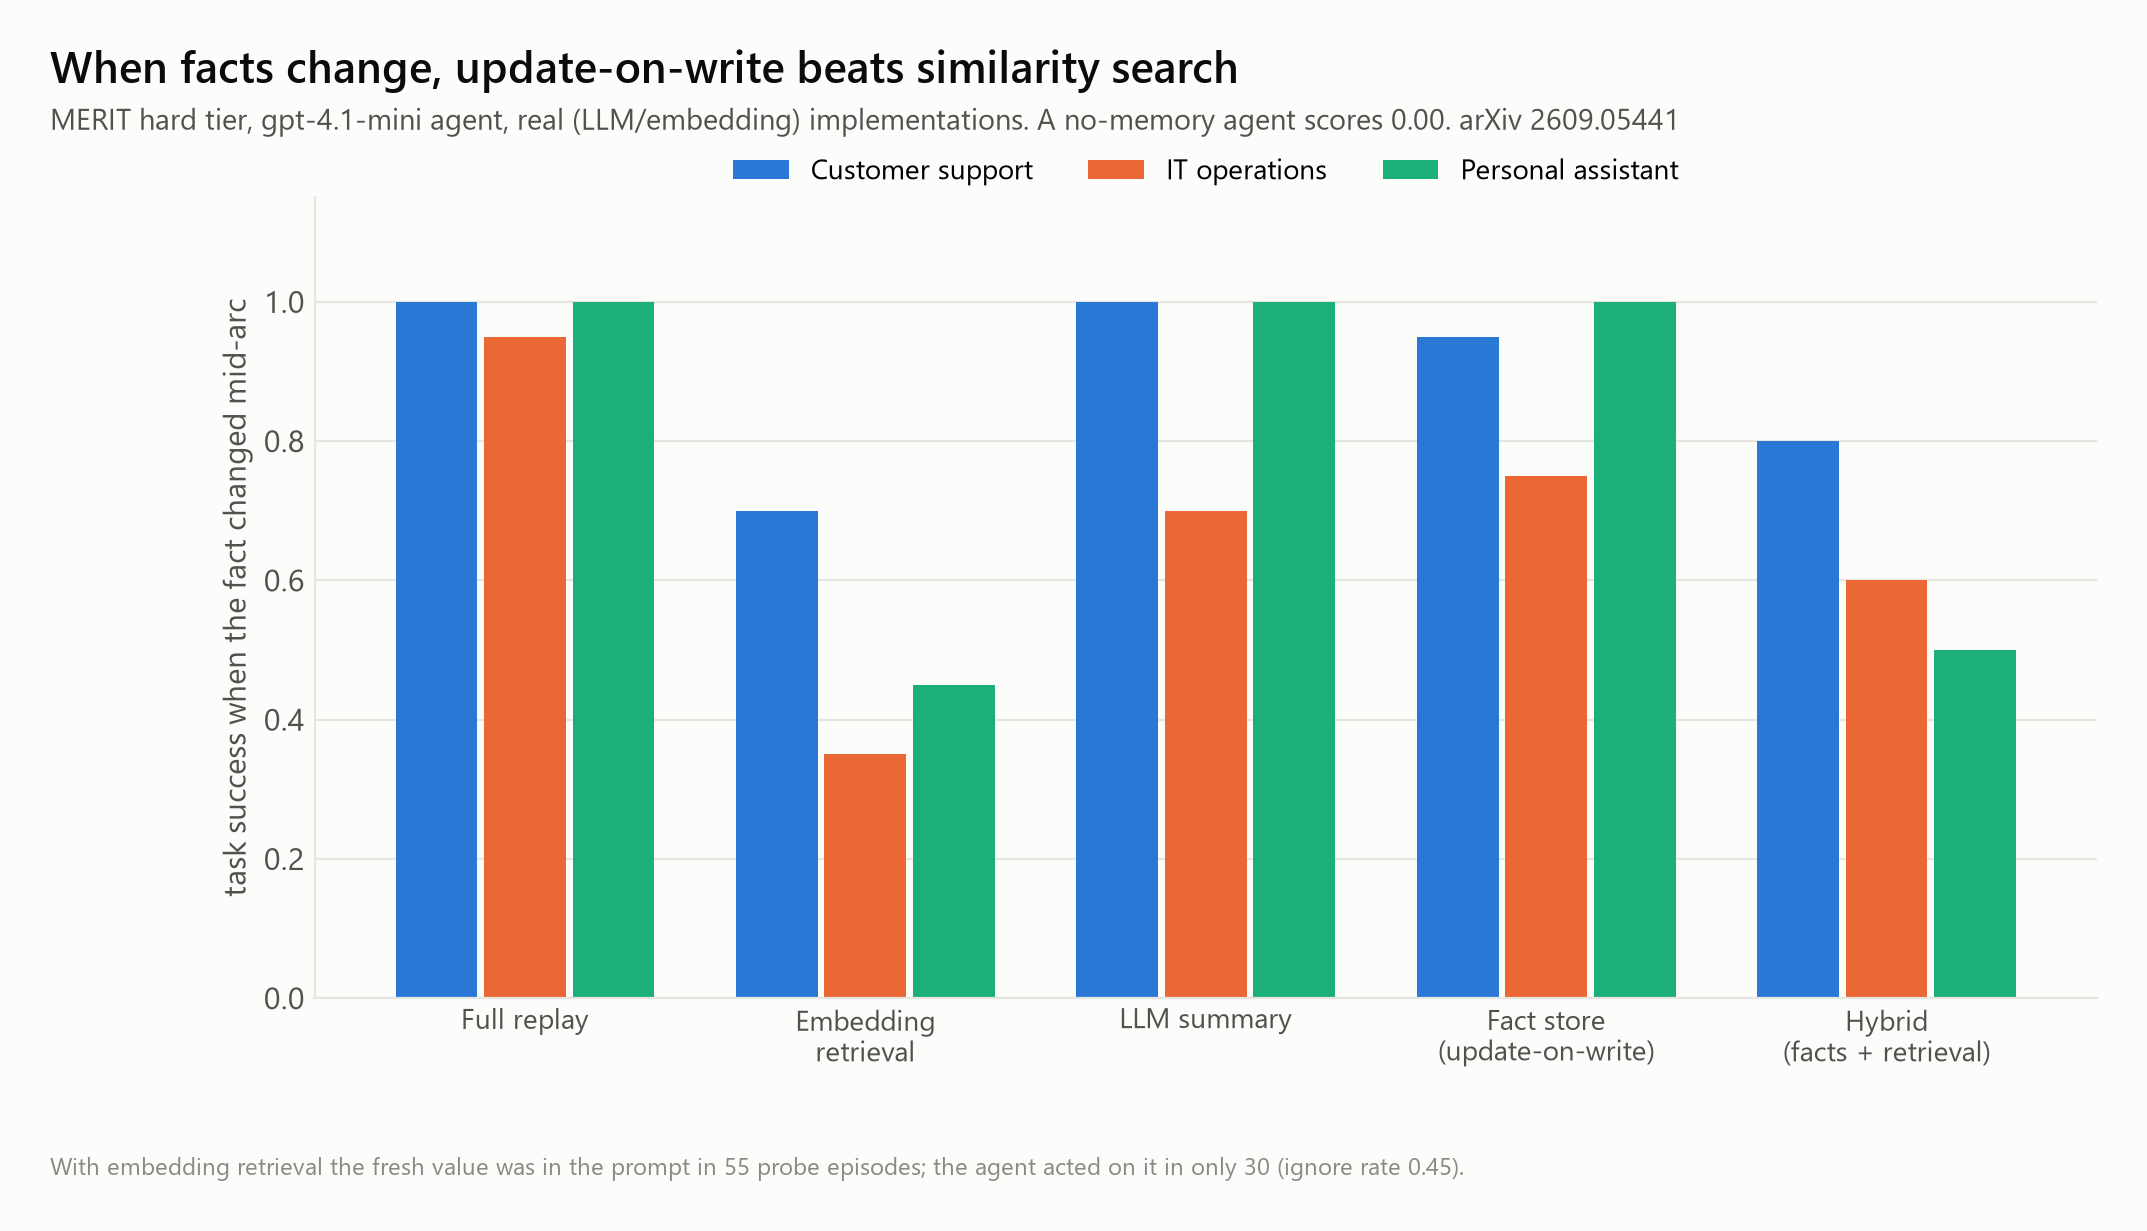 When facts change, update-on-write beats similarity search
MERIT hard tier, gpt-4.1-mini agent, real (LLM/embedding) implementations. A no-memory agent scores 0.00. arXiv 2609.05441
Customer support
IT operations
Personal assistant
task success when the fact changed mid-arc
1.0
0.8
0.6
0.4
0.2
0.0
Full replay
Embedding
retrieval
LLM summary
Fact store
(update-on-write)
Hybrid
(facts + retrieval)
With embedding retrieval the fresh value was in the prompt in 55 probe episodes; the agent acted on it in only 30 (ignore rate 0.45).